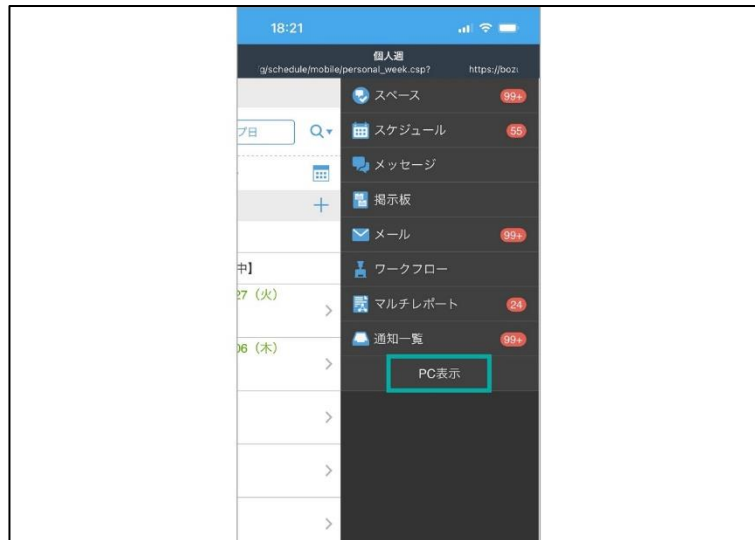 18:21
個人週
g/schedule/mobile/personal_week.csp? https://bozu
スペース 99+
プ日
スケジュール 55
メッセージ
掲示板
メール 99+
中】
ワークフロー
27（火）
マルチレポート 24
通知一覧 99+
06（木）
PC表示